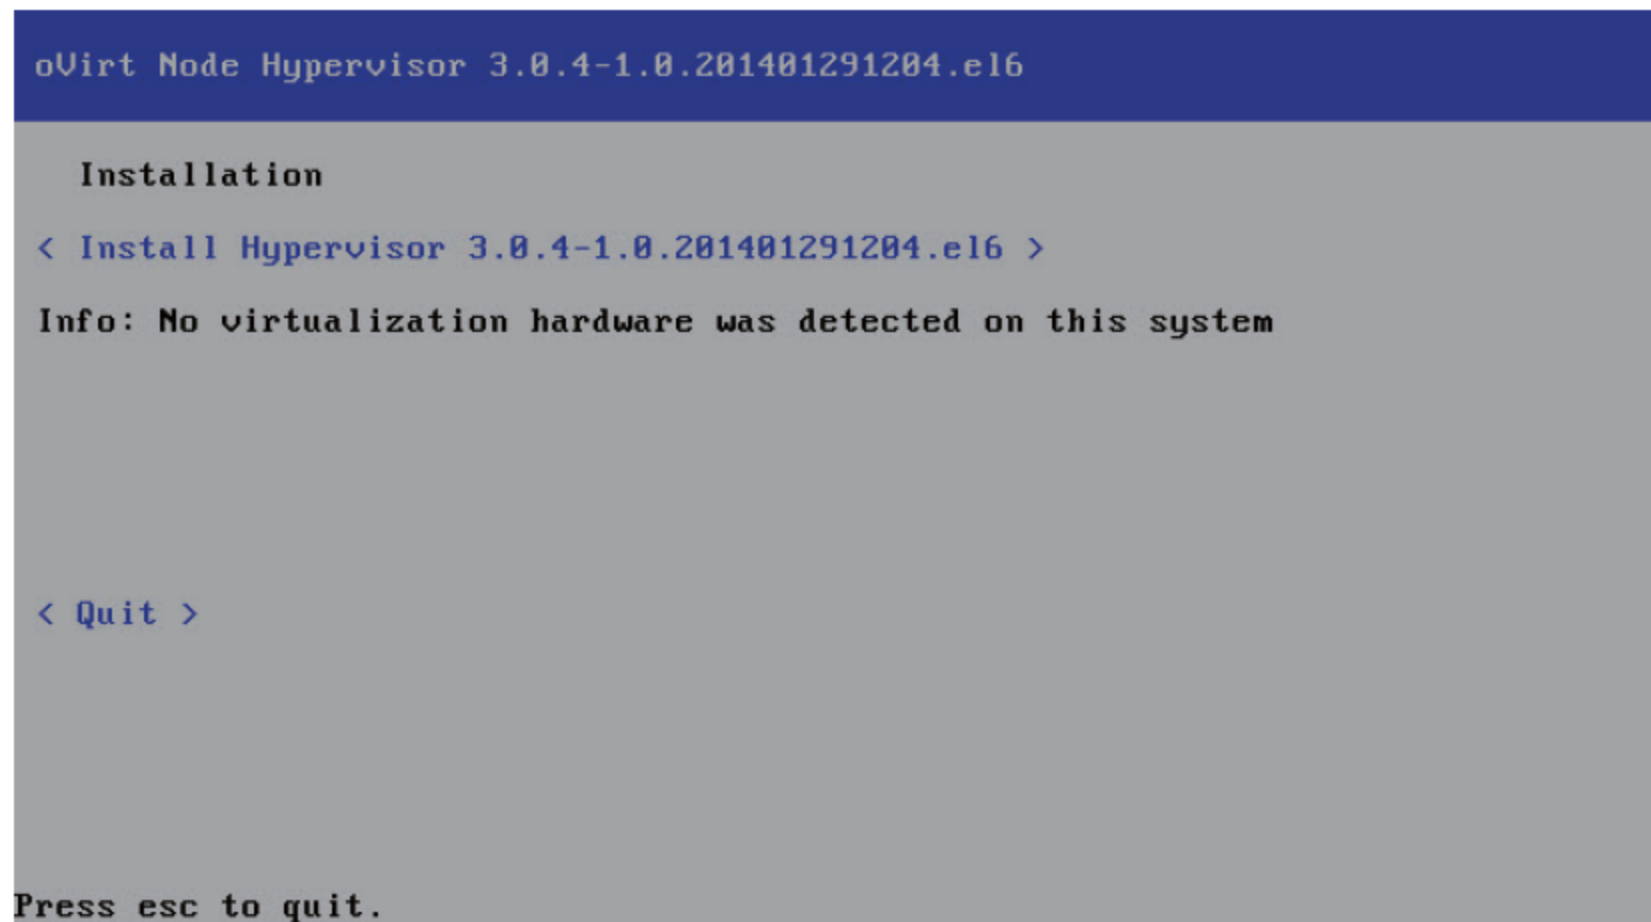 oVirt Node Hypervisor 3.0.4-1.0.201401291204.el6
Installation
< Install Hypervisor 3.0.4-1.0.201401291204.el6 >
Info: No virtualization hardware was detected on this system
< Quit >
Press esc to quit.